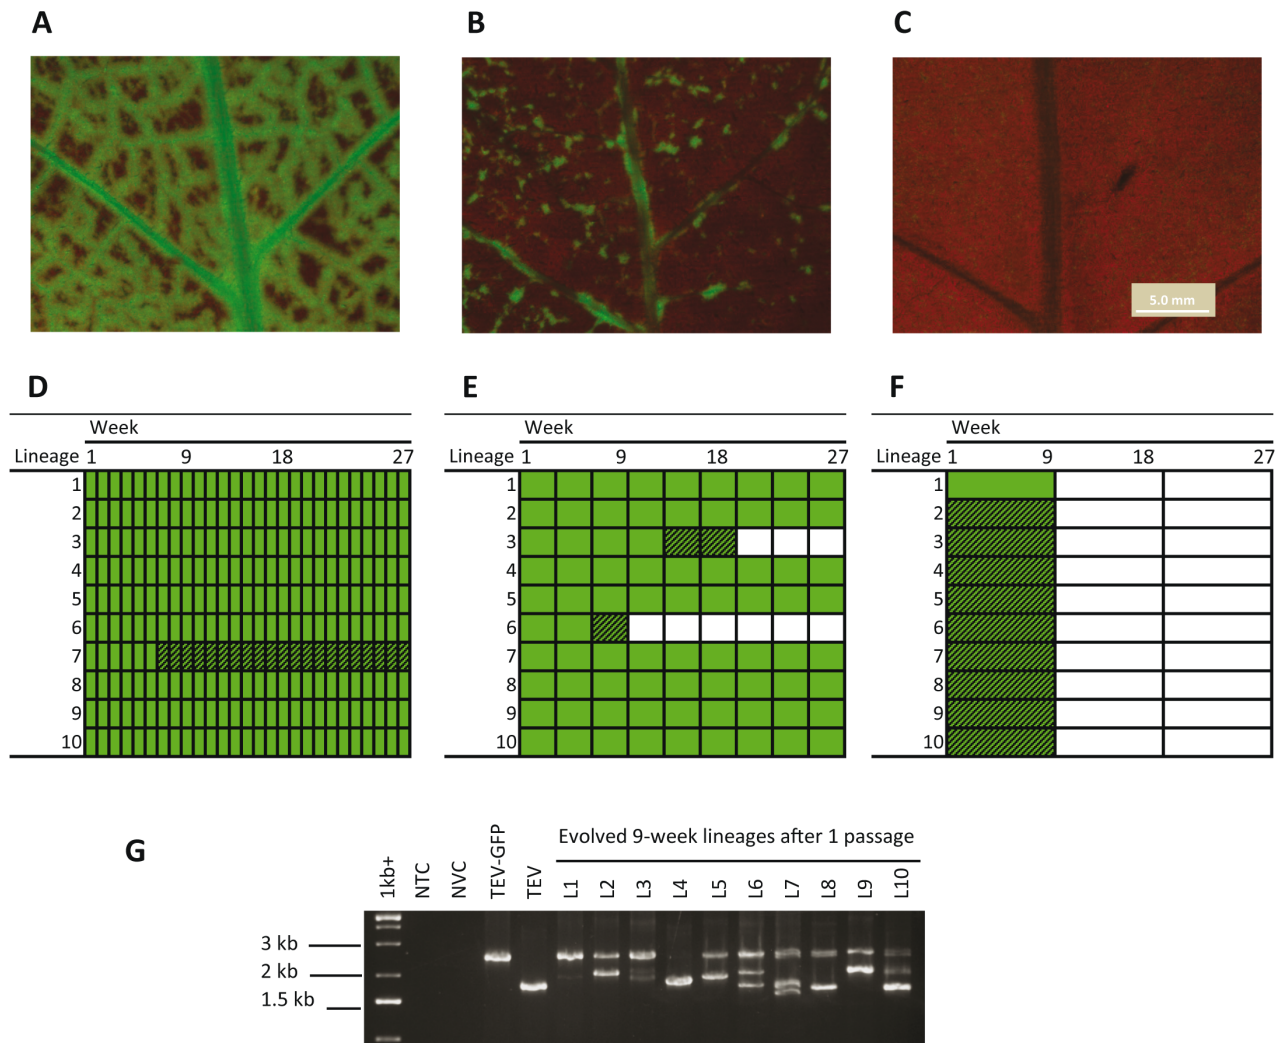 A
B
C
5.0 mm
D
E
F
Week
Lineage 1 9 18 27
1
2
3
4
5
6
7
8
9
10
Week
Lineage 1 9 18 27
1
2
3
4
5
6
7
8
9
10
Week
Lineage 1 9 18 27
1
2
3
4
5
6
7
8
9
10
G
Evolved 9-week lineages after 1 passage
1kb+ NTC NVC TEV-GFP TEV L1 L2 L3 L4 L5 L6 L7 L8 L9 L10
3 kb
2 kb
1.5 kb